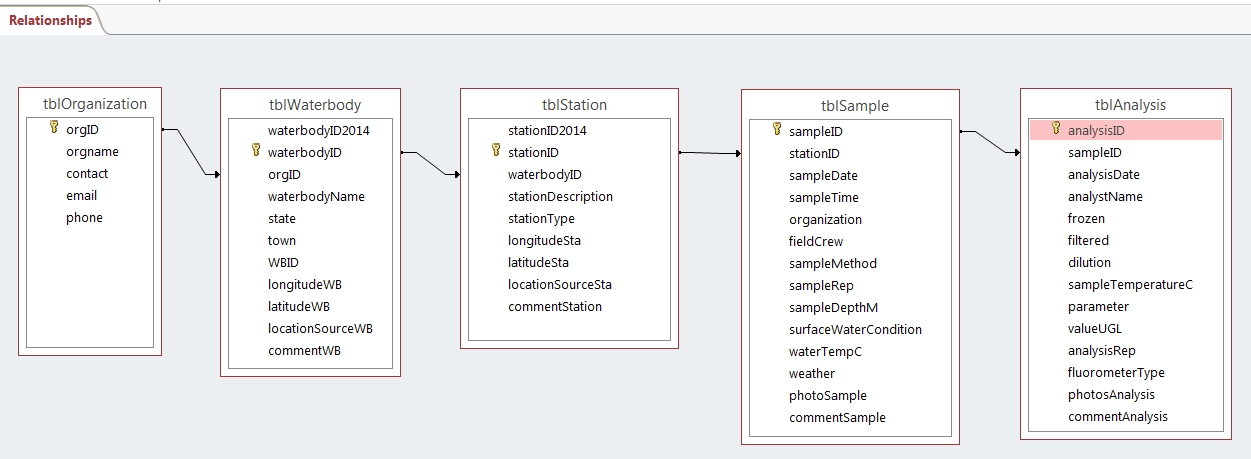 Relationships
tblOrganization
orgID
orgname
contact
email
phone
tblWaterbody
waterbodyID2014
waterbodyID
orgID
waterbodyName
state
town
WBID
longitudeWB
latitudeWB
locationSourceWB
commentWB
tblStation
stationID2014
stationID
waterbodyID
stationDescription
stationType
longitudeSta
latitudeSta
locationSourceSta
commentStation
tblSample
sampleID
stationID
sampleDate
sampleTime
organization
fieldCrew
sampleMethod
sampleRep
sampleDepthM
surfaceWaterCondition
waterTempC
weather
photoSample
commentSample
tblAnalysis
analysisID
sampleID
analysisDate
analystName
frozen
filtered
dilution
sampleTemperatureC
parameter
valueUGL
analysisRep
fluorometerType
photosAnalysis
commentAnalysis